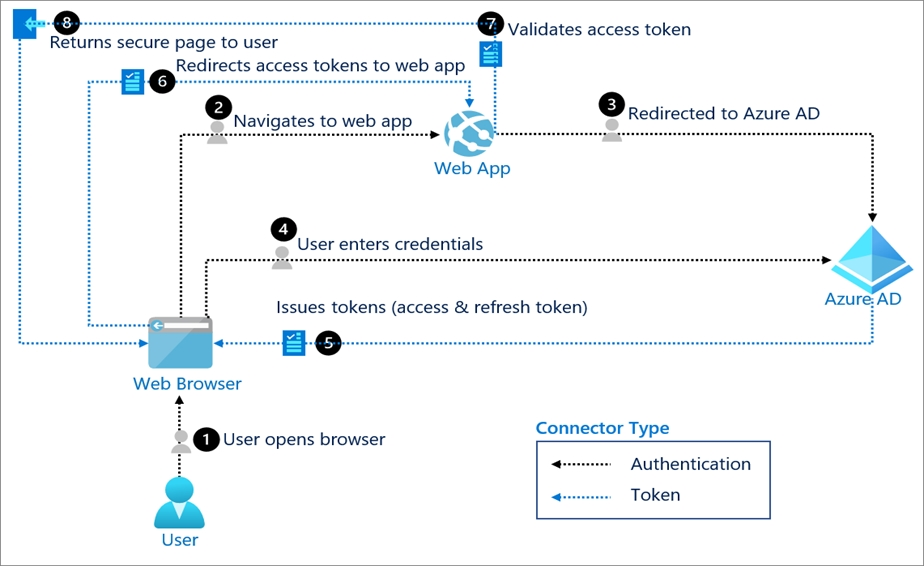 8
7
Validates access token
Returns secure page to user
6
Redirects access tokens to web app
2
Navigates to web app
3
Redirected to Azure AD
Web App
4
User enters credentials
Azure AD
Issues tokens (access & refresh token)
5
Web Browser
1
User opens browser
User
Connector Type
Authentication
Token